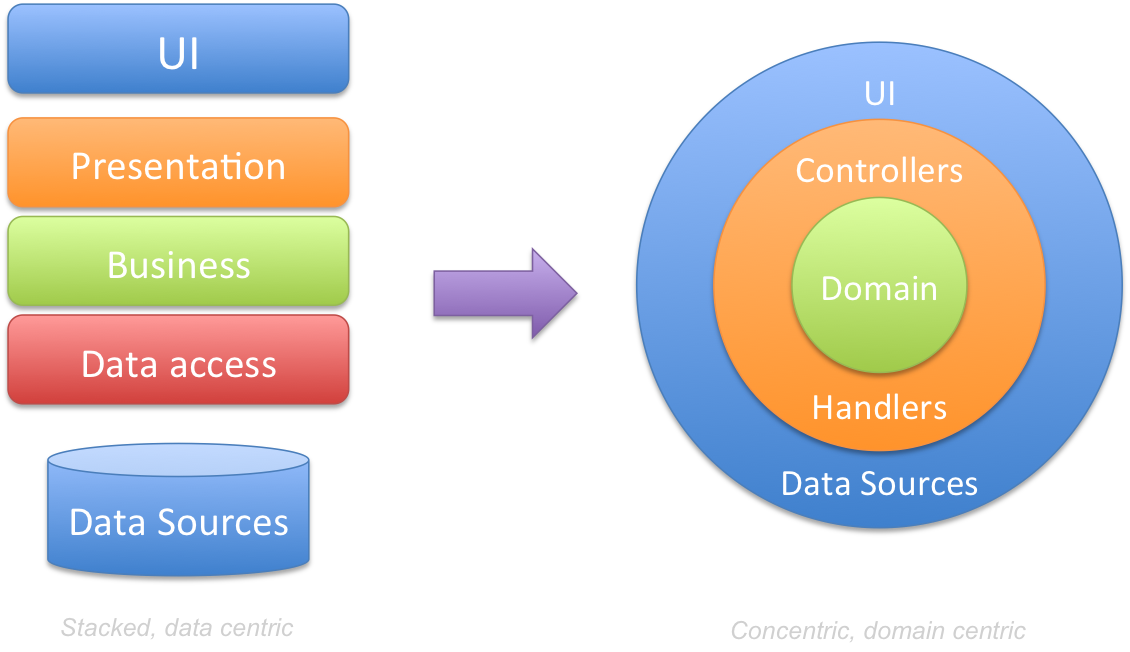 UI
Presentation
Business
Data access
Data Sources
Stacked, data centric
UI
Controllers
Domain
Handlers
Data Sources
Concentric, domain centric